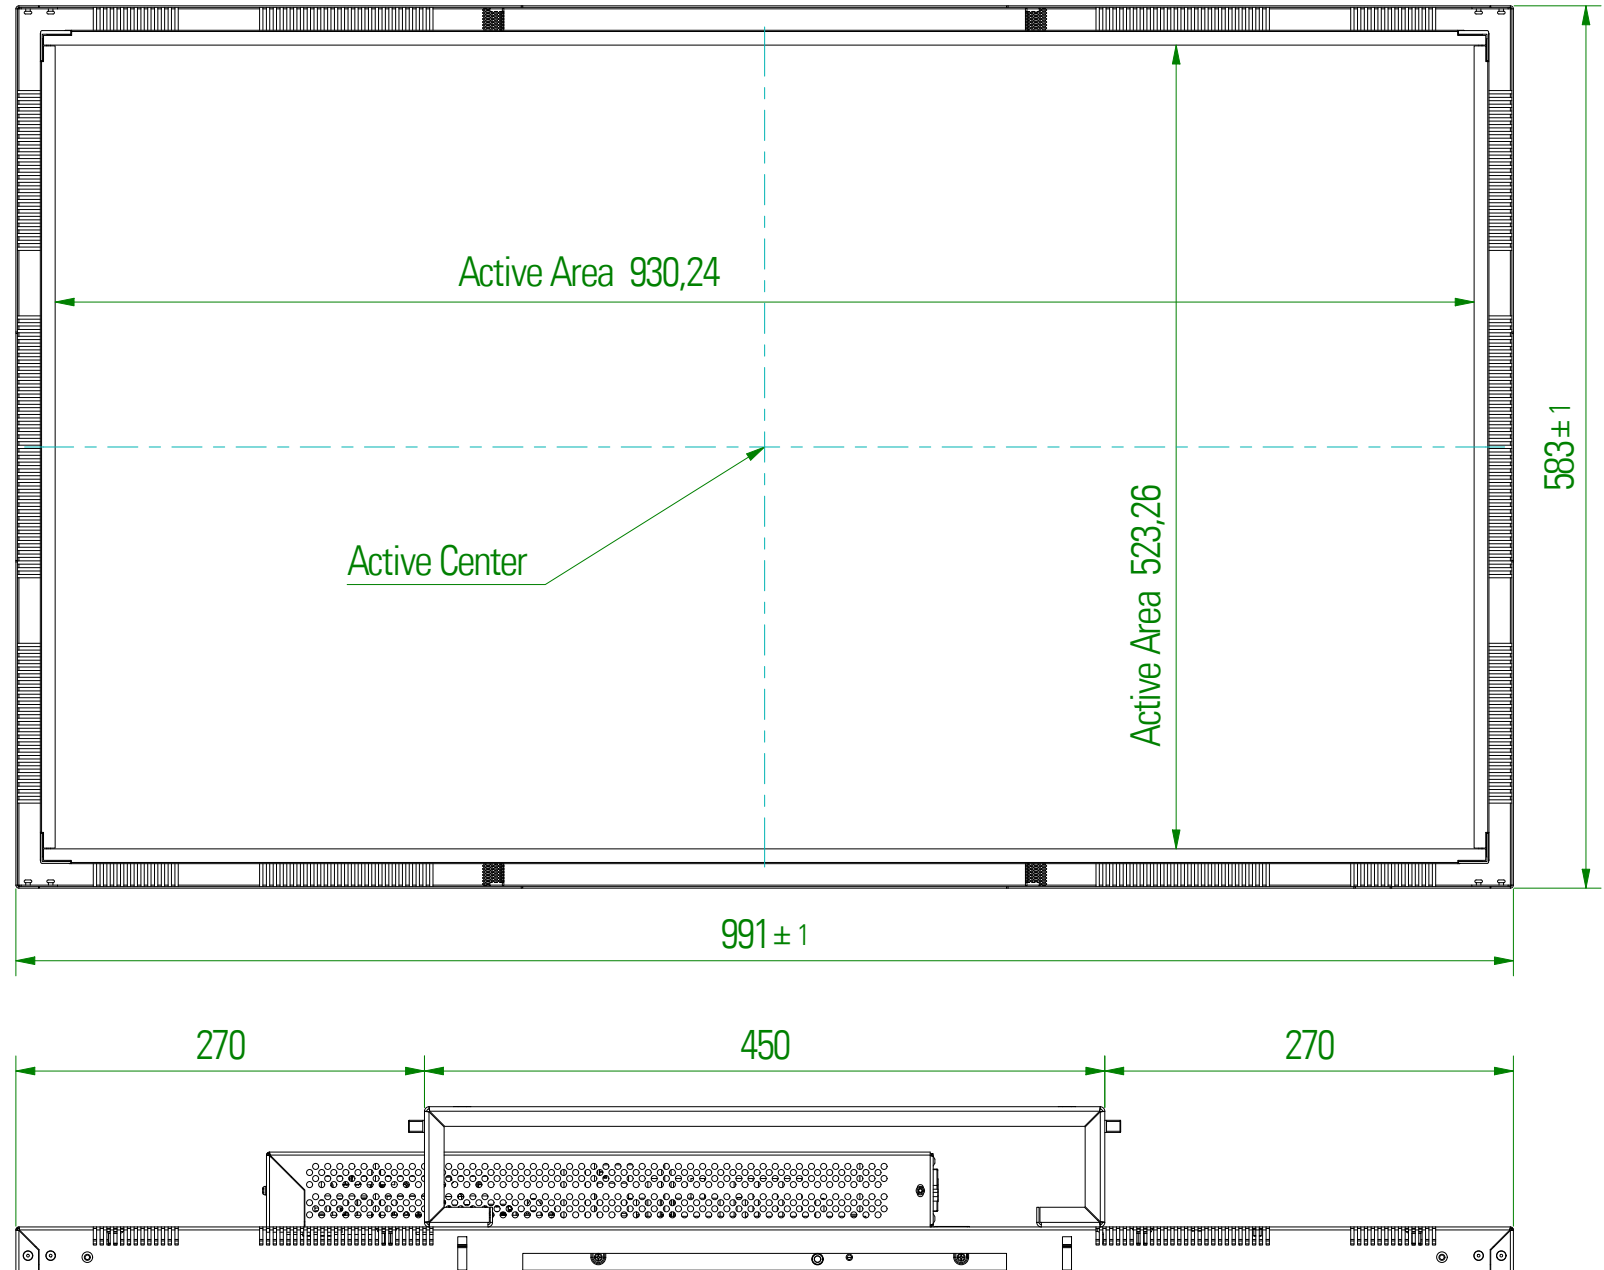 Active Area 930,24
583 ± 1
Active Area 523,26
Active Center
991 ± 1
270
450
270